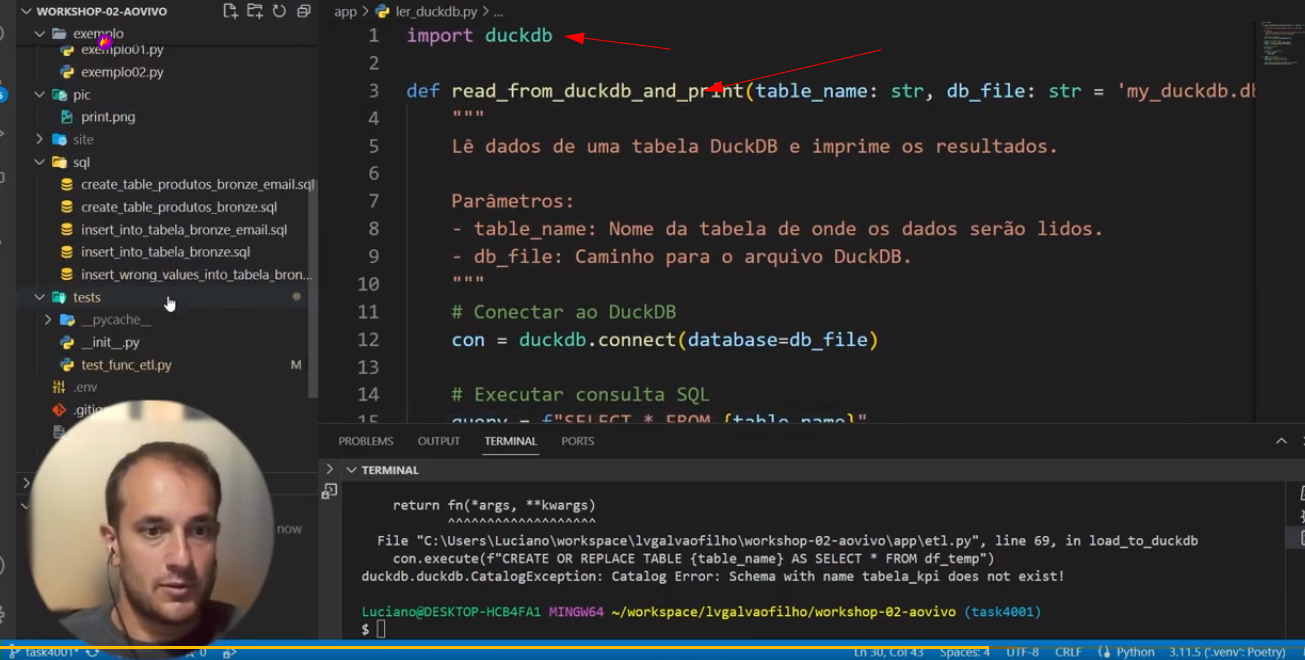 WORKSHOP-02-AOVIVO
exemplo
exemplo01.py
exemplo02.py
pic
print.png
site
sql
create_table_produtos_bronze_email.sql
create_table_produtos_bronze.sql
insert_into_tabela_bronze_email.sql
insert_into_tabela_bronze.sql
insert_wrong_values_into_tabela_bron...
tests
__pycache__
__init__.py
test_func_etl.py M
.env
.gitig
now
app > ler_duckdb.py > ...
1 import duckdb
2
3 def read_from_duckdb_and_print(table_name: str, db_file: str = 'my_duckdb.db
4 """
5 Lê dados de uma tabela DuckDB e imprime os resultados.
6
7 Parâmetros:
8 - table_name: Nome da tabela de onde os dados serão lidos.
9 - db_file: Caminho para o arquivo DuckDB.
10 """
11 # Conectar ao DuckDB
12 con = duckdb.connect(database=db_file)
13
14 # Executar consulta SQL
15 query = f"SELECT * FROM {table_name}"
PROBLEMS OUTPUT TERMINAL PORTS
TERMINAL
return fn(*args, **kwargs)
^^^^^^^^^^^^^^^^^^^
File "C:\Users\Luciano\workspace\lvgalvaofilho\workshop-02-aovivo\app\etl.py", line 69, in load_to_duckdb
con.execute(f"CREATE OR REPLACE TABLE {table_name} AS SELECT * FROM df_temp")
duckdb.duckdb.CatalogException: Catalog Error: Schema with name tabela_kpi does not exist!
Luciano@DESKTOP-HCB4FA1 MINGW64 ~/workspace/lvgalvaofilho/workshop-02-aovivo (task4001)
$
task4001* 0 Ln 30, Col 43 Spaces: 4 UTF-8 CRLF Python 3.11.5 ('.venv': Poetry)